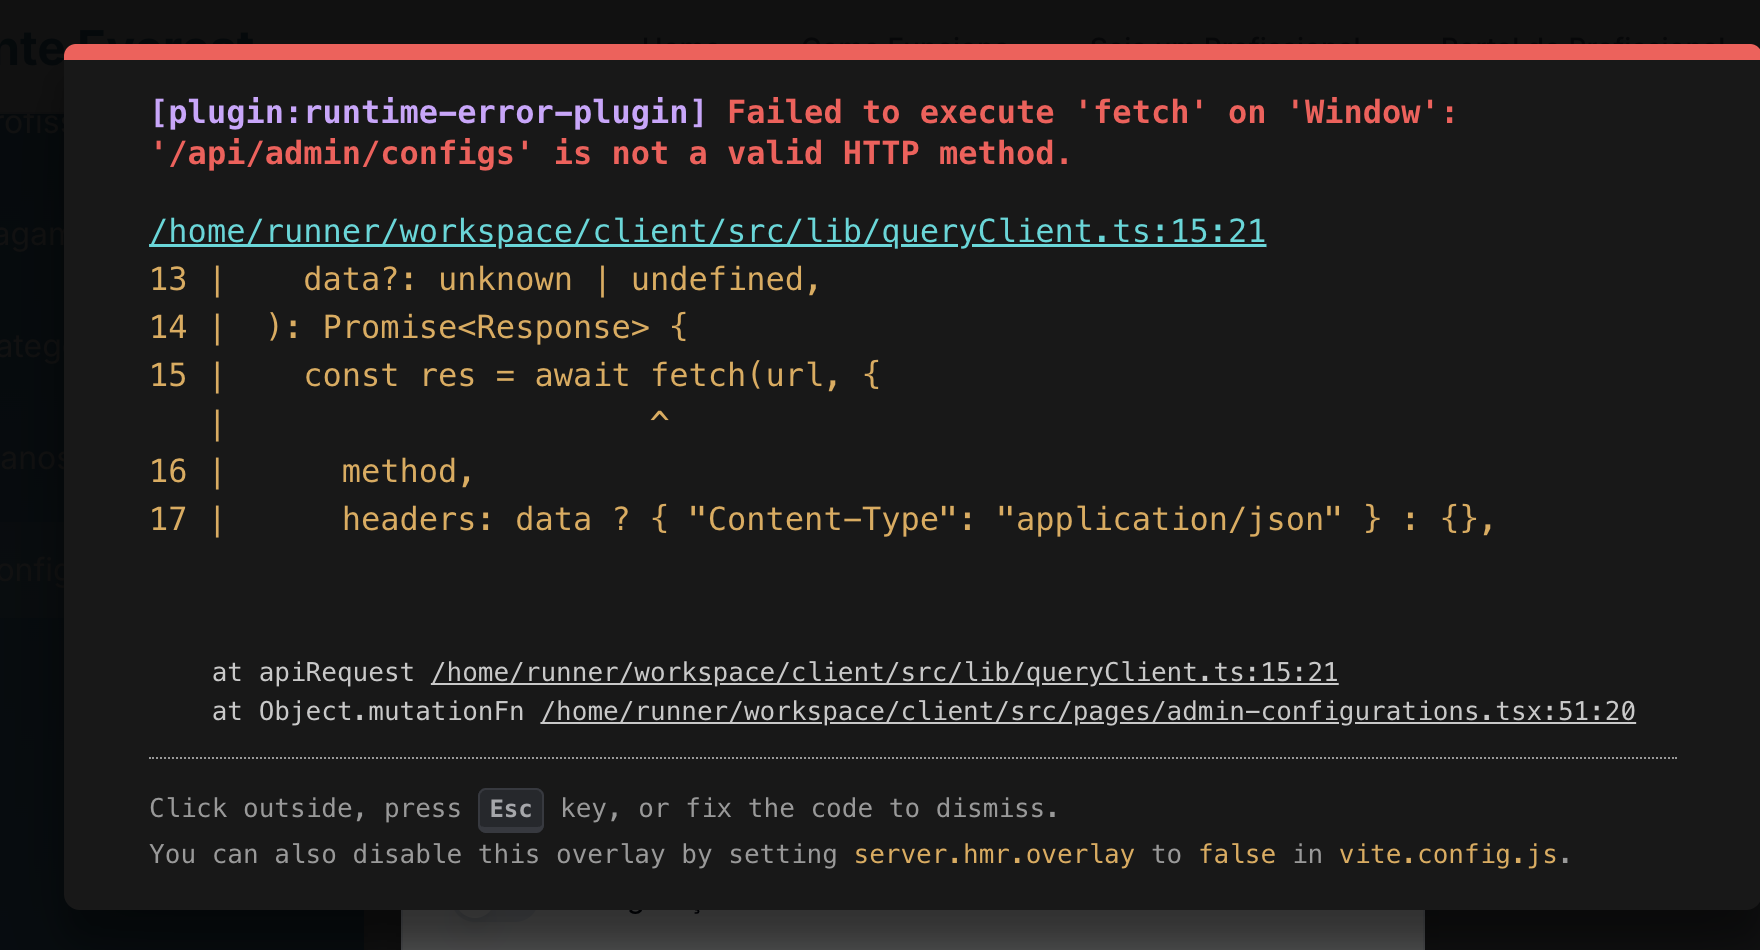 [plugin:runtime-error-plugin] Failed to execute 'fetch' on 'Window':
'/api/admin/configs' is not a valid HTTP method.
/home/runner/workspace/client/src/lib/queryClient.ts:15:21
13 |    data?: unknown | undefined,
14 |  ): Promise<Response> {
15 |    const res = await fetch(url, {
   |                      ^
16 |      method,
17 |      headers: data ? { "Content-Type": "application/json" } : {},
at apiRequest /home/runner/workspace/client/src/lib/queryClient.ts:15:21
at Object.mutationFn /home/runner/workspace/client/src/pages/admin-configurations.tsx:51:20
Click outside, press Esc key, or fix the code to dismiss.
You can also disable this overlay by setting server.hmr.overlay to false in vite.config.js.